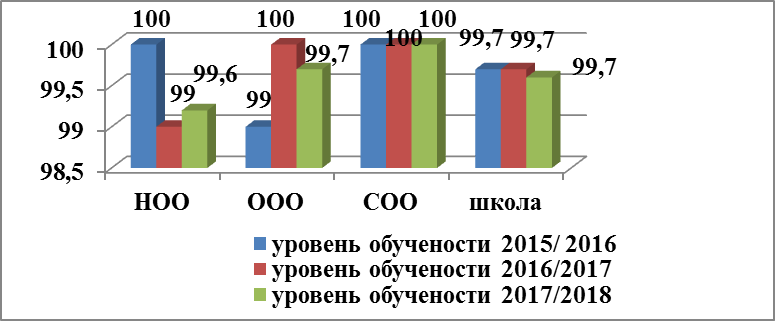 100 100 100 100
100 99,7 99,7
99,7 99,7
99,6
99 99
100
99,5
99
98,5
НОО ООО СОО школа
уровень обучености 2015/ 2016
уровень обучености 2016/2017
уровень обучености 2017/2018